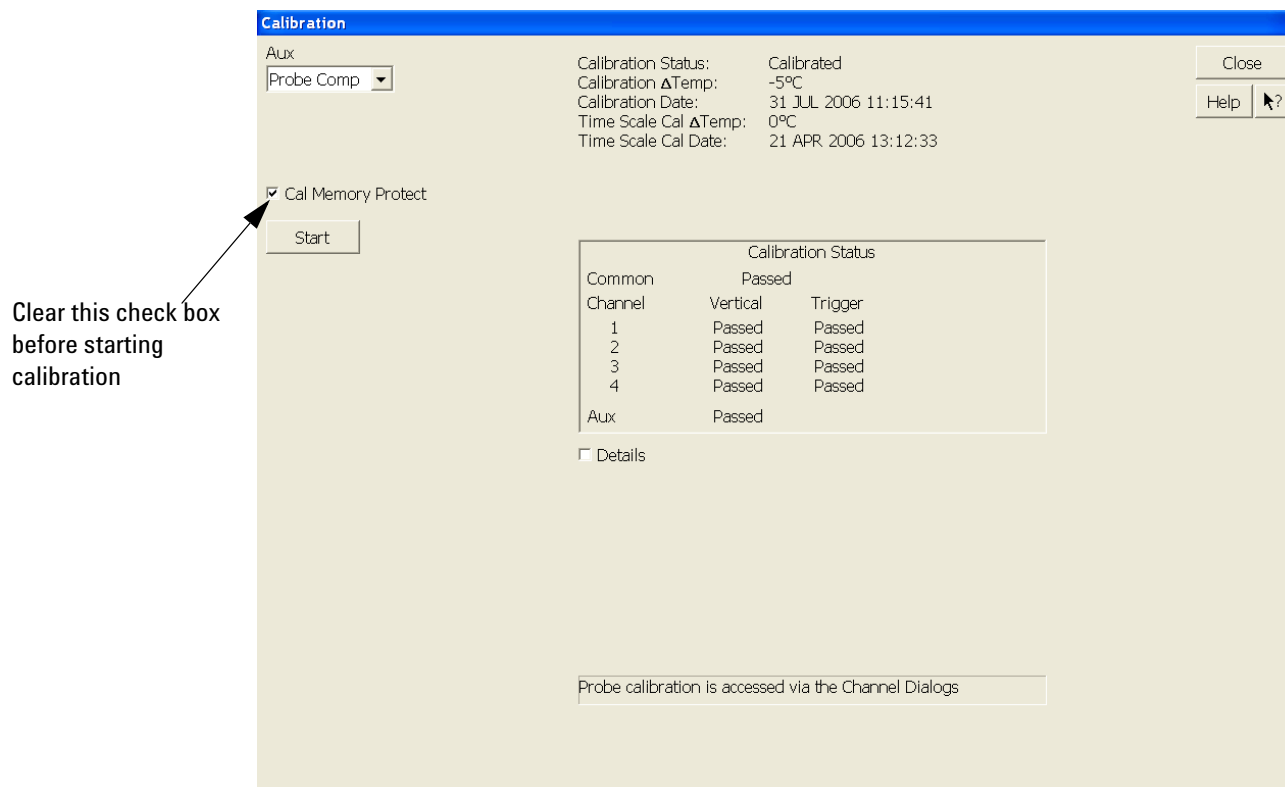 Calibration
Aux
Probe Comp
Calibration Status: Calibrated
Calibration ΔTemp: -5ºC
Calibration Date: 31 JUL 2006 11:15:41
Time Scale Cal ΔTemp: 0ºC
Time Scale Cal Date: 21 APR 2006 13:12:33
Close
Help ?
Cal Memory Protect
Start
Clear this check box
before starting
calibration
Calibration Status
Common Passed
Channel Vertical Trigger
1 Passed Passed
2 Passed Passed
3 Passed Passed
4 Passed Passed
Aux Passed
Details
Probe calibration is accessed via the Channel Dialogs